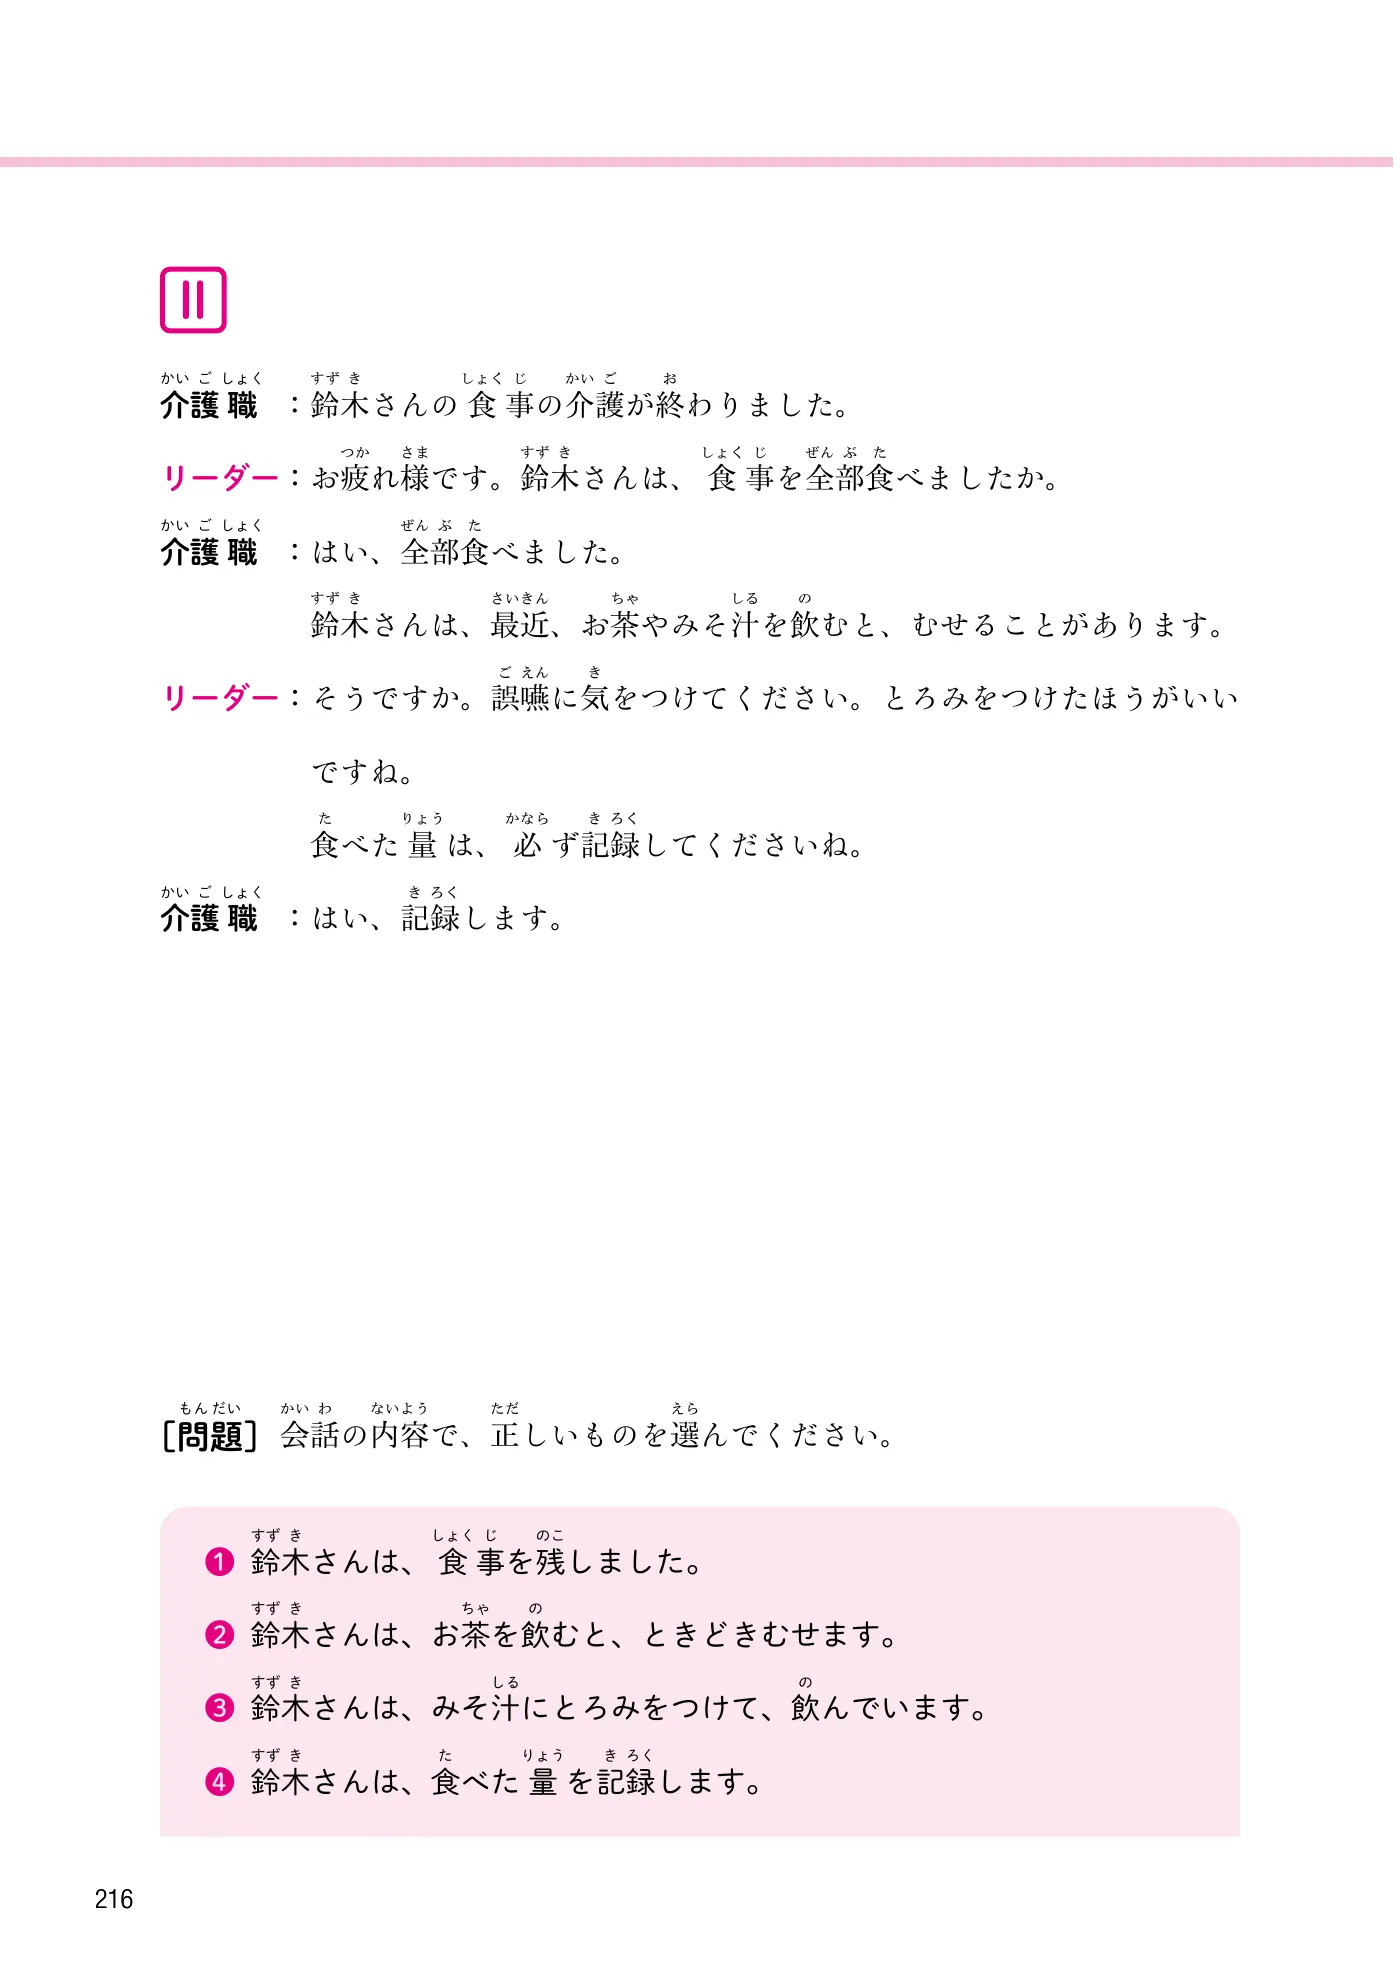 11
介護職：鈴木さんの食事の介護が終わりました。
リーダー：お疲れ様です。鈴木さんは、食事を全部食べましたか。
介護職：はい、全部食べました。
鈴木さんは、最近、お茶やみそ汁を飲むと、むせることがあります。
リーダー：そうですか。誤嚥に気をつけてください。とろみをつけたほうがいい
ですね。
食べた量は、必ず記録してくださいね。
介護職：はい、記録します。
[問題] 会話の内容で、正しいものを選んでください。
❶ 鈴木さんは、食事を残しました。
❷ 鈴木さんは、お茶を飲むと、ときどきむせます。
❸ 鈴木さんは、みそ汁にとろみをつけて、飲んでいます。
❹ 鈴木さんは、食べた量を記録します。
216